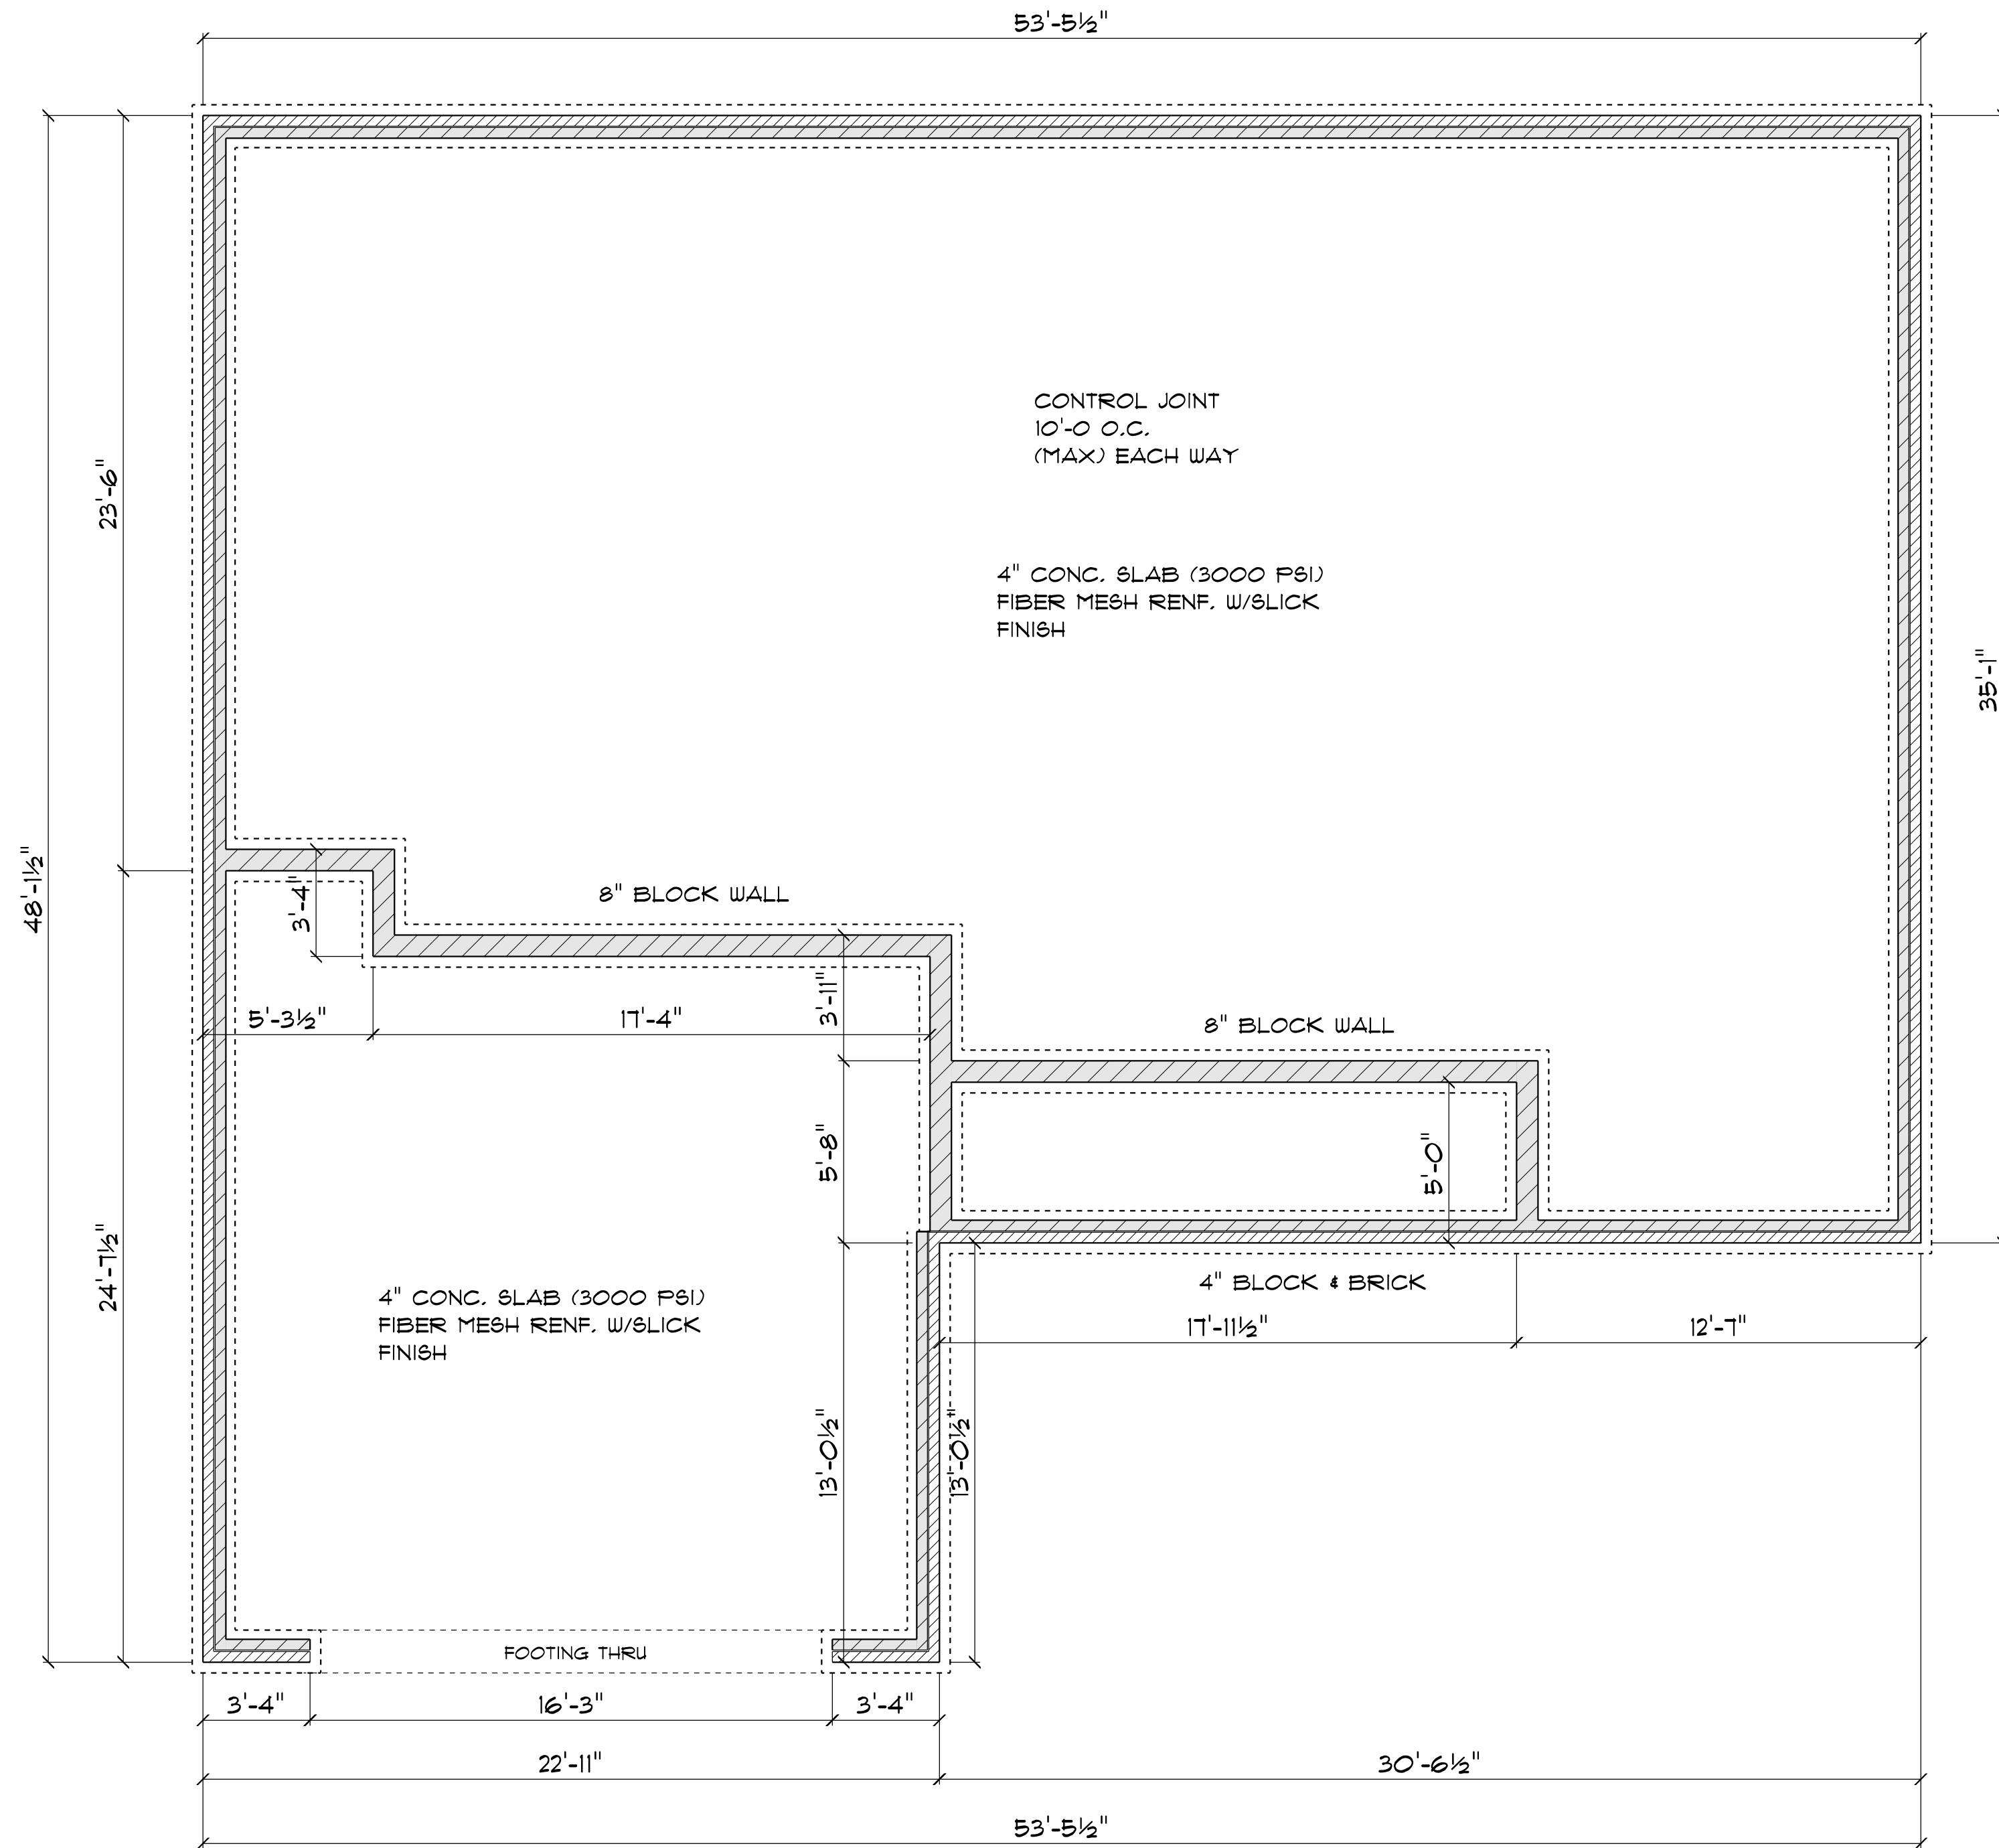 53'-5½"
CONTROL JOINT
10'-0 O.C.
(MAX) EACH WAY
23'-6"
4" CONC. SLAB (3000 PSI)
FIBER MESH RENF. W/SLICK
FINISH
35'-1"
48'-1½"
3'-4"
8" BLOCK WALL
3'-11"
5'-3½"
17'-4"
8" BLOCK WALL
5'-8"
5'-0"
24'-7½"
4" CONC. SLAB (3000 PSI)
FIBER MESH RENF. W/SLICK
FINISH
4" BLOCK & BRICK
17'-11½"
12'-7"
13'-0½"
13'-0½"
FOOTING THRU
3'-4"
16'-3"
3'-4"
22'-11"
30'-6½"
53'-5½"